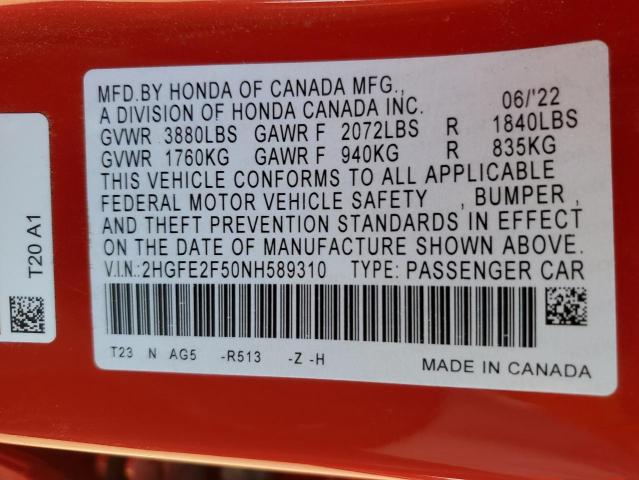 MFD.BY HONDA OF CANADA MFG.,
A DIVISION OF HONDA CANADA INC. 06/'22
GVWR 3880LBS GAWR F 2072LBS R 1840LBS
GVWR 1760KG GAWR F 940KG R 835KG
THIS VEHICLE CONFORMS TO ALL APPLICABLE
FEDERAL MOTOR VEHICLE SAFETY , BUMPER ,
AND THEFT PREVENTION STANDARDS IN EFFECT
ON THE DATE OF MANUFACTURE SHOWN ABOVE.
V.I.N.:2HGFE2F50NH589310 TYPE: PASSENGER CAR
T23 N AG5 -R513 -Z -H
MADE IN CANADA
T20 A1